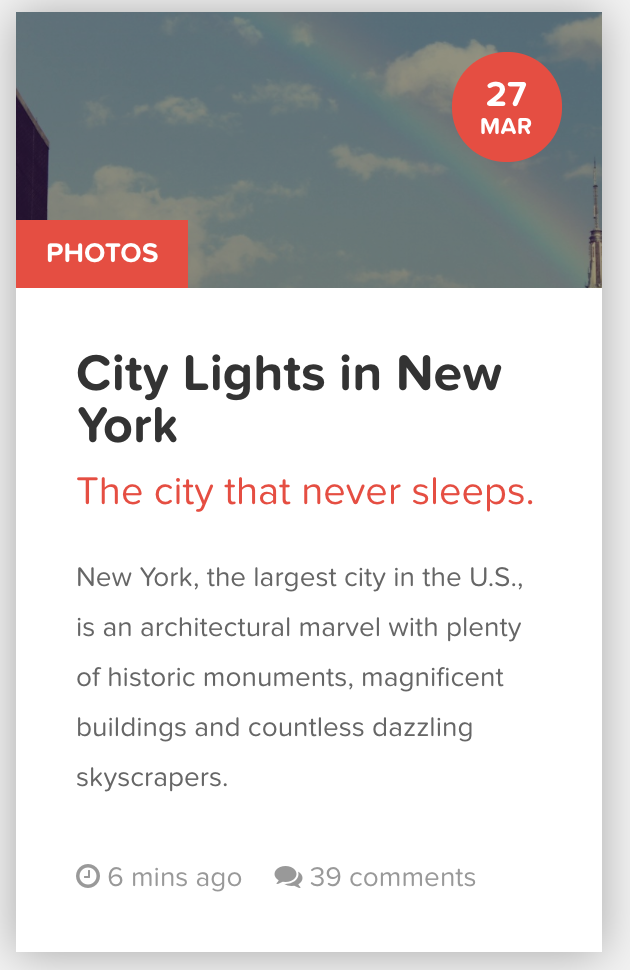 27
MAR
PHOTOS
City Lights in New
York
The city that never sleeps.
New York, the largest city in the U.S.,
is an architectural marvel with plenty
of historic monuments, magnificent
buildings and countless dazzling
skyscrapers.
6 mins ago 39 comments